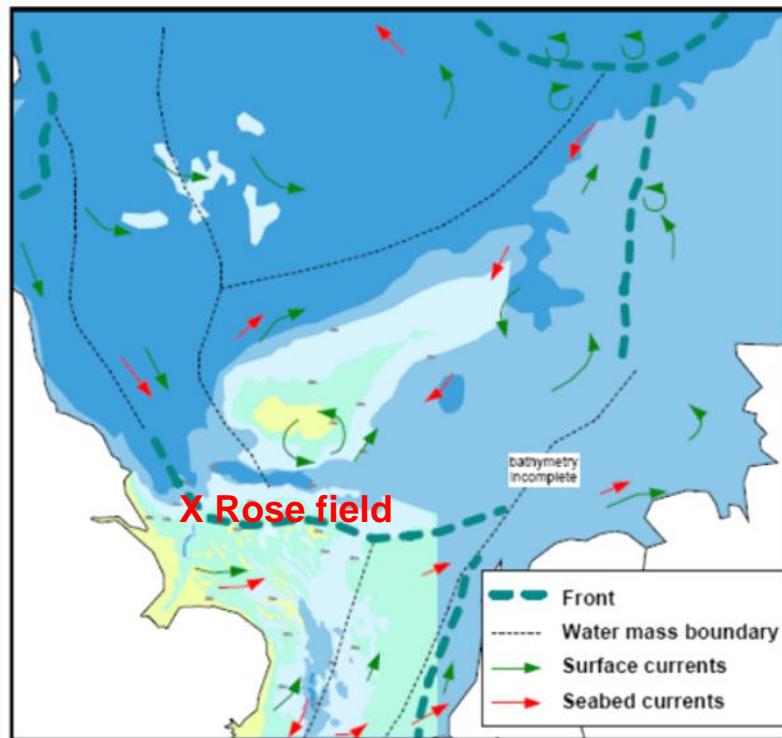 X Rose field
bathymetry
Incomplete
Front
Water mass boundary
Surface currents
Seabed currents